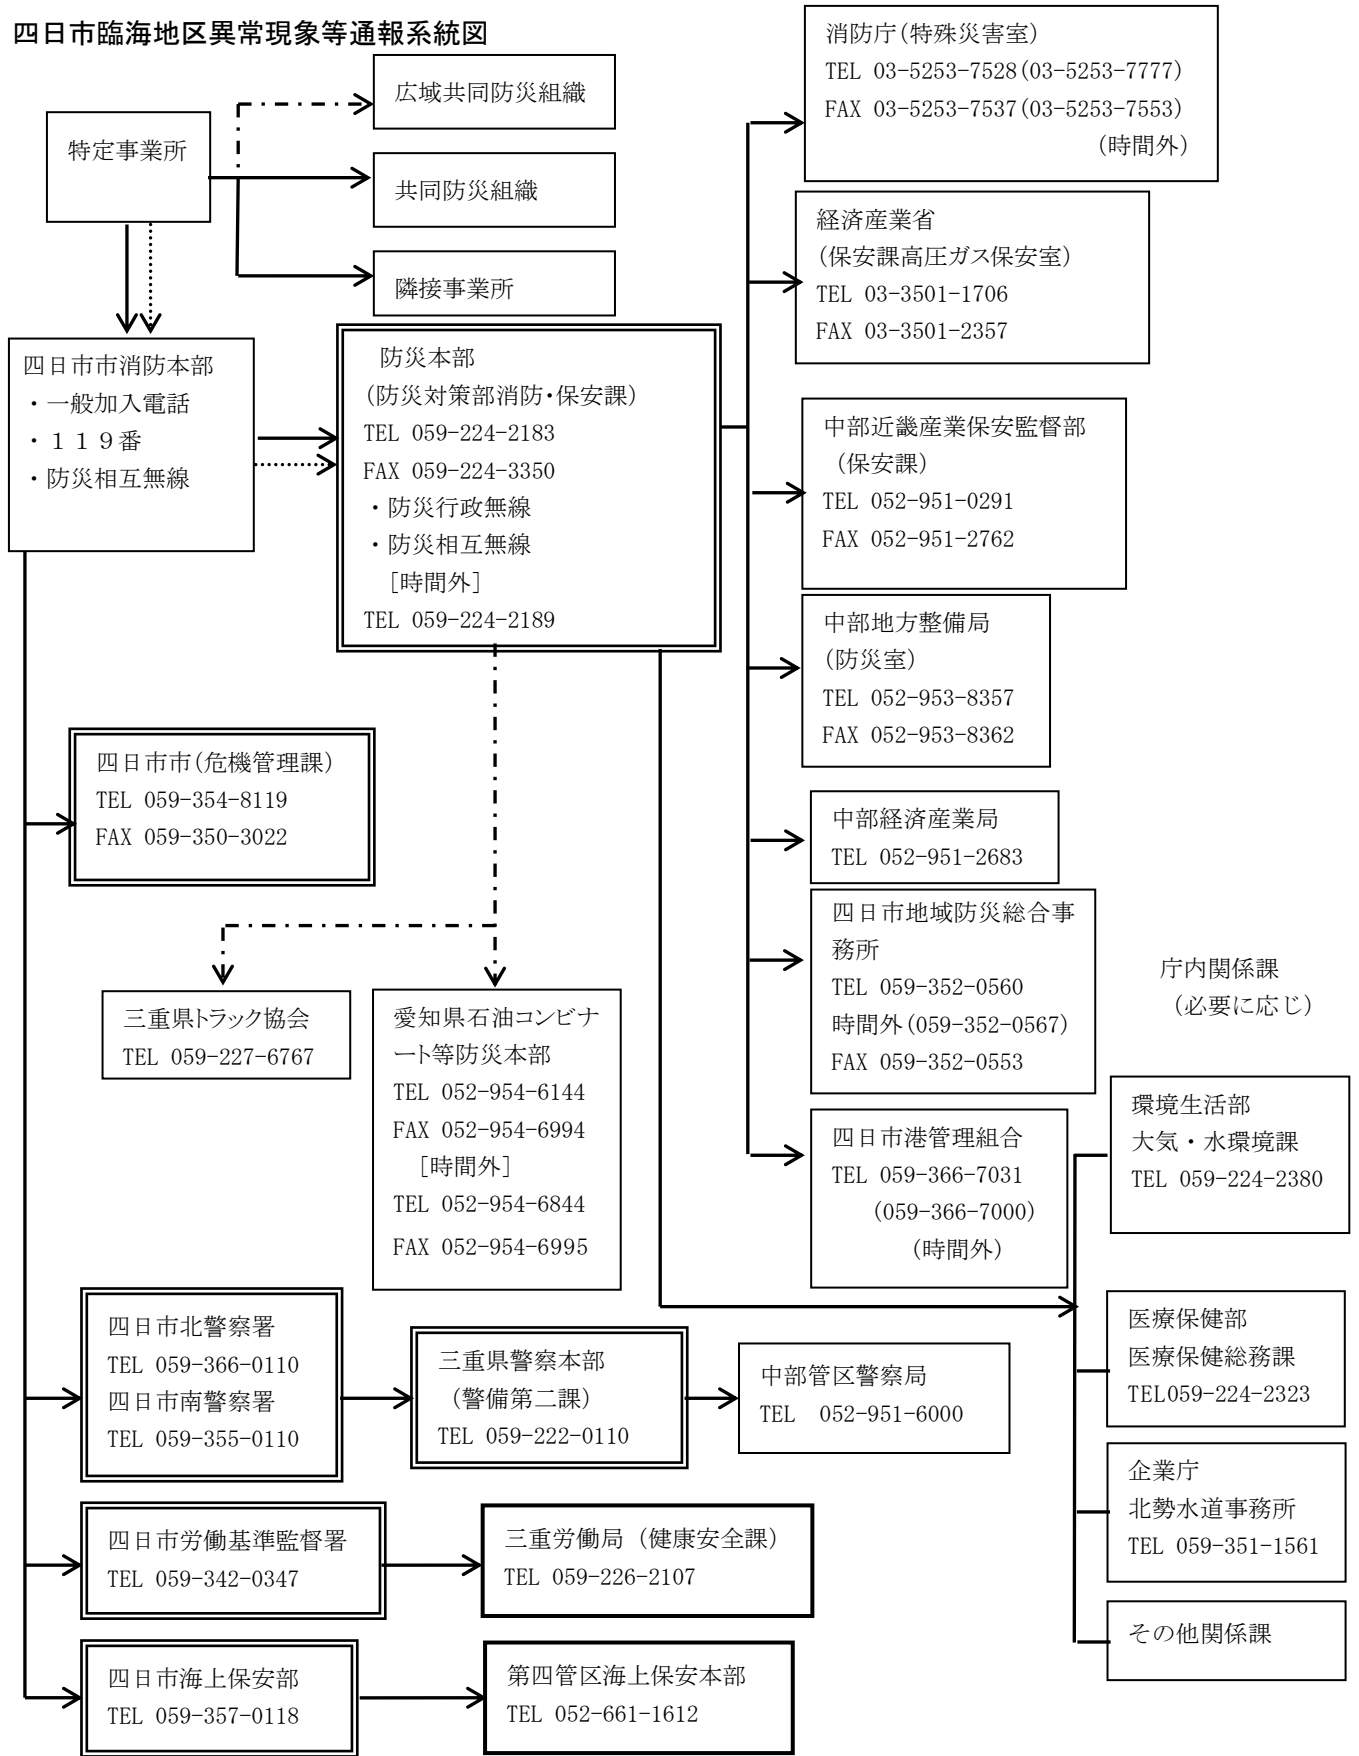 四日市臨海地区異常現象等通報系統図
特定事業所
広域共同防災組織
共同防災組織
隣接事業所
四日市市消防本部
・一般加入電話
・１１９番
・防災相互無線
防災本部
(防災対策部消防･保安課)
TEL 059-224-2183
FAX 059-224-3350
・防災行政無線
・防災相互無線
［時間外］
TEL 059-224-2189
消防庁(特殊災害室)
TEL 03-5253-7528(03-5253-7777)
FAX 03-5253-7537(03-5253-7553)
(時間外)
経済産業省
(保安課高圧ガス保安室)
TEL 03-3501-1706
FAX 03-3501-2357
中部近畿産業保安監督部
（保安課）
TEL 052-951-0291
FAX 052-951-2762
中部地方整備局
(防災室)
TEL 052-953-8357
FAX 052-953-8362
中部経済産業局
TEL 052-951-2683
四日市地域防災総合事
務所
TEL 059-352-0560
時間外(059-352-0567)
FAX 059-352-0553
四日市港管理組合
TEL 059-366-7031
(059-366-7000)
(時間外)
四日市市(危機管理課)
TEL 059-354-8119
FAX 059-350-3022
三重県トラック協会
TEL 059-227-6767
愛知県石油コンビナ
ート等防災本部
TEL 052-954-6144
FAX 052-954-6994
［時間外］
TEL 052-954-6844
FAX 052-954-6995
庁内関係課
（必要に応じ）
環境生活部
大気・水環境課
TEL 059-224-2380
医療保健部
医療保健総務課
TEL059-224-2323
企業庁
北勢水道事務所
TEL 059-351-1561
その他関係課
四日市北警察署
TEL 059-366-0110
四日市南警察署
TEL 059-355-0110
三重県警察本部
（警備第二課）
TEL 059-222-0110
中部管区警察局
TEL 052-951-6000
四日市労働基準監督署
TEL 059-342-0347
三重労働局（健康安全課）
TEL 059-226-2107
四日市海上保安部
TEL 059-357-0118
第四管区海上保安本部
TEL 052-661-1612